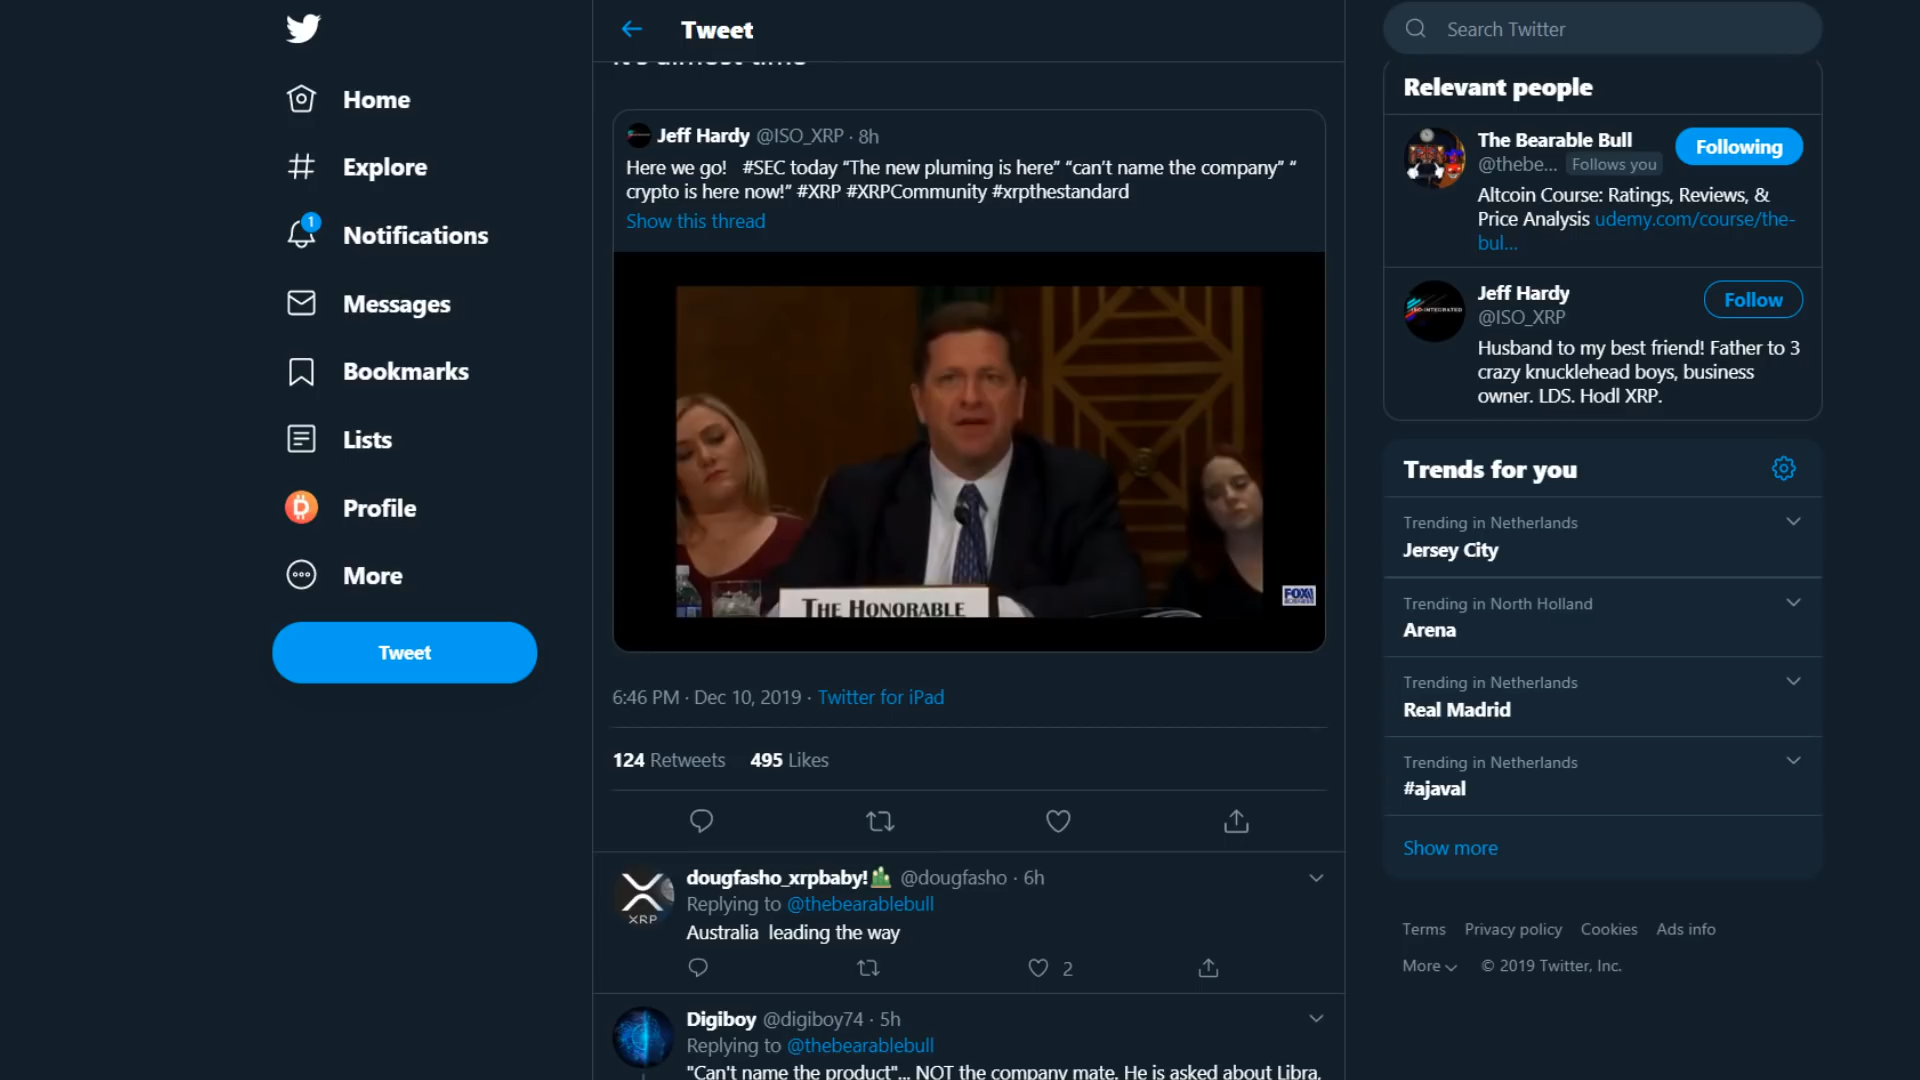 Home
Explore
1
Notifications
Messages
Bookmarks
Lists
Profile
More
Tweet
Tweet
It's almost time
Jeff Hardy @ISO_XRP · 8h
Here we go! #SEC today “The new pluming is here” “can’t name the company” “
crypto is here now!” #XRP #XRPCommunity #xrpthestandard
Show this thread
THE HONORABLE
FOX
BUSINESS
6:46 PM · Dec 10, 2019 · Twitter for iPad
124 Retweets 495 Likes
dougfasho_xrpbaby! @dougfasho · 6h
Replying to @thebearablebull
XRP
Australia leading the way
2
Digiboy @digiboy74 · 5h
Replying to @thebearablebull
"Can't name the product"... NOT the company mate. He is asked about Libra,
Search Twitter
Relevant people
The Bearable Bull
@thebe... Follows you
Following
Altcoin Course: Ratings, Reviews, &
Price Analysis udemy.com/course/the-
bul...
Jeff Hardy
@ISO_XRP
Follow
Husband to my best friend! Father to 3
crazy knucklehead boys, business
owner. LDS. Hodl XRP.
Trends for you
Trending in Netherlands
Jersey City
Trending in North Holland
Arena
Trending in Netherlands
Real Madrid
Trending in Netherlands
#ajaval
Show more
Terms Privacy policy Cookies Ads info
More © 2019 Twitter, Inc.